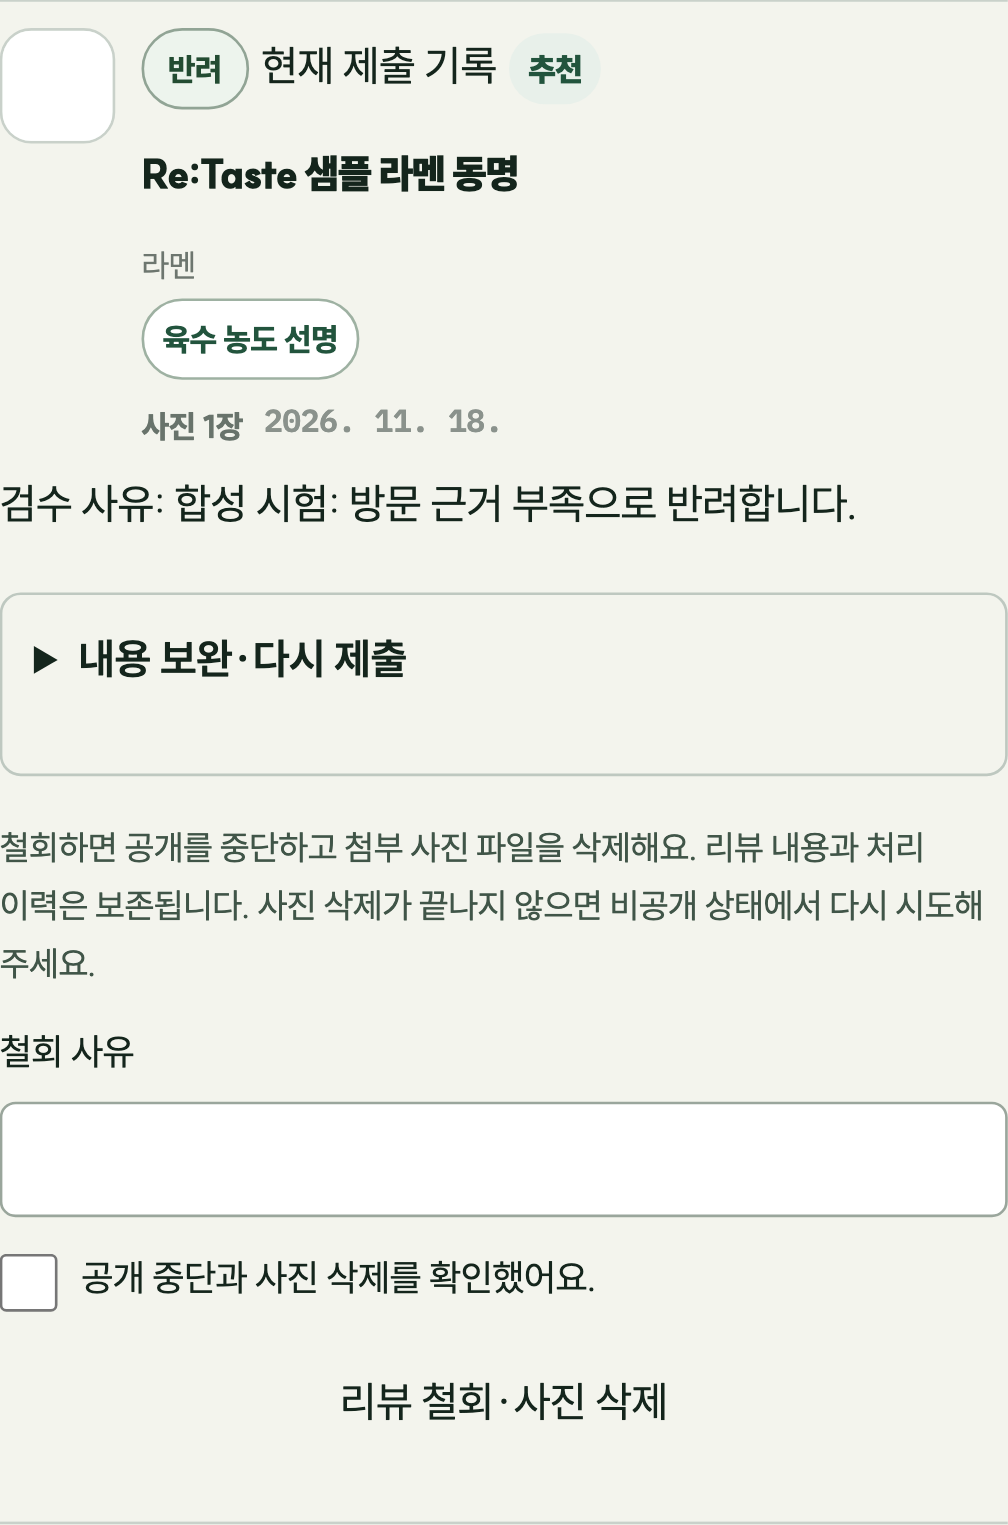 반려 현재 제출 기록 추천
Re:Taste 샘플 라멘 동명
라멘
육수 농도 선명
사진 1장 2026. 11. 18.
검수 사유: 합성 시험: 방문 근거 부족으로 반려합니다.
▶ 내용 보완·다시 제출
철회하면 공개를 중단하고 첨부 사진 파일을 삭제해요. 리뷰 내용과 처리
이력은 보존됩니다. 사진 삭제가 끝나지 않으면 비공개 상태에서 다시 시도해
주세요.
철회 사유
공개 중단과 사진 삭제를 확인했어요.
리뷰 철회·사진 삭제